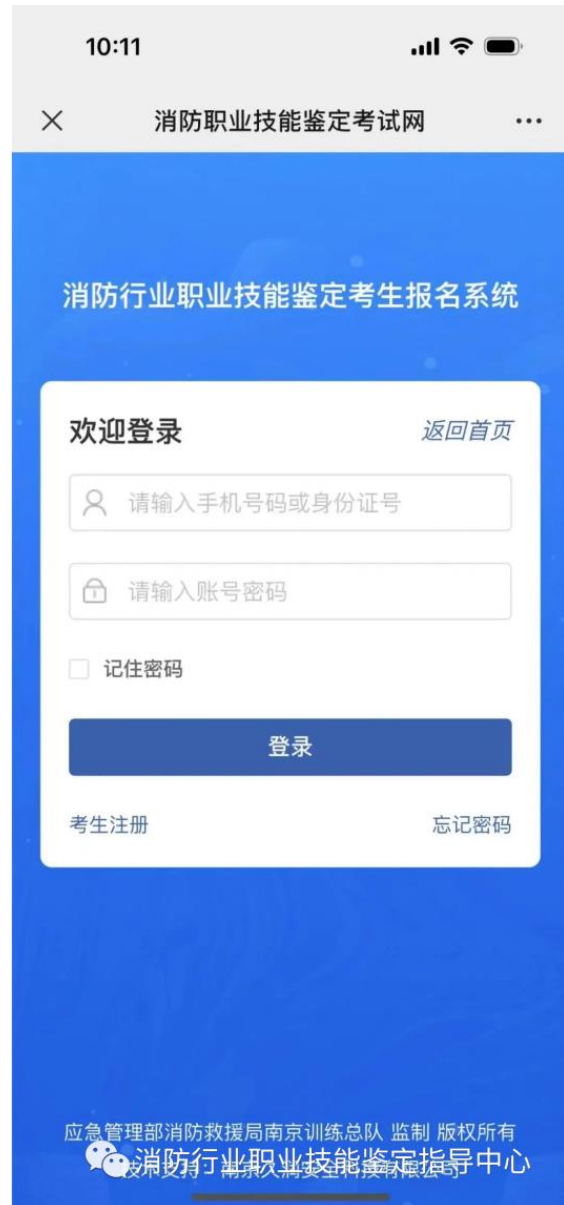 10:11
消防职业技能鉴定考试网
消防行业职业技能鉴定考生报名系统
欢迎登录
返回首页
请输入手机号码或身份证号
请输入账号密码
记住密码
登录
考生注册
忘记密码
应急管理部消防救援局南京训练总队 监制 版权所有
消防行业职业技能鉴定指导中心